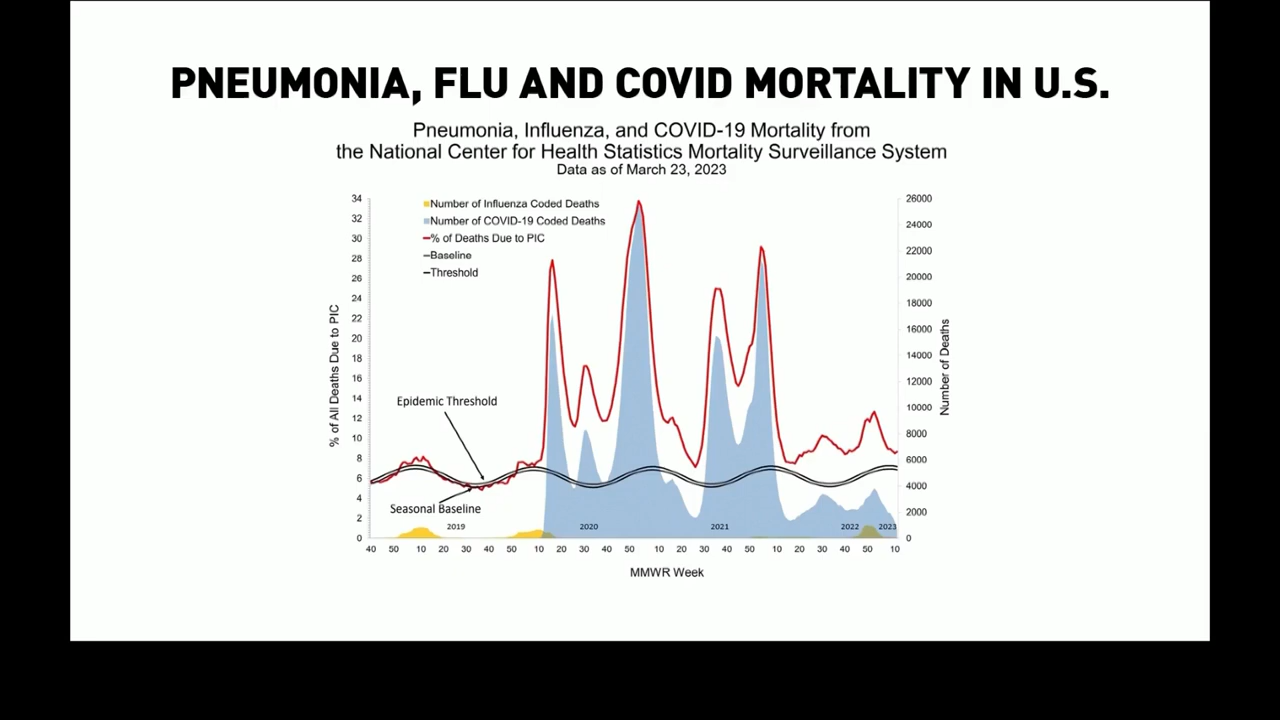 PNEUMONIA, FLU AND COVID MORTALITY IN U.S.
Pneumonia, Influenza, and COVID-19 Mortality from
the National Center for Health Statistics Mortality Surveillance System
Data as of March 23, 2023
Number of Influenza Coded Deaths
Number of COVID-19 Coded Deaths
% of Deaths Due to PIC
Baseline
Threshold
% of All Deaths Due to PIC
34
32
30
28
26
24
22
20
18
16
14
12
10
8
6
4
2
0
Epidemic Threshold
Seasonal Baseline
26000
24000
22000
20000
18000
16000
14000
12000
10000
8000
6000
4000
2000
0
Number of Deaths
2019 2020 2021 2022 2023
40 50 10 20 30 40 50 10 20 30 40 50 10 20 30 40 50 10 20 30 40 50 10
MMWR Week